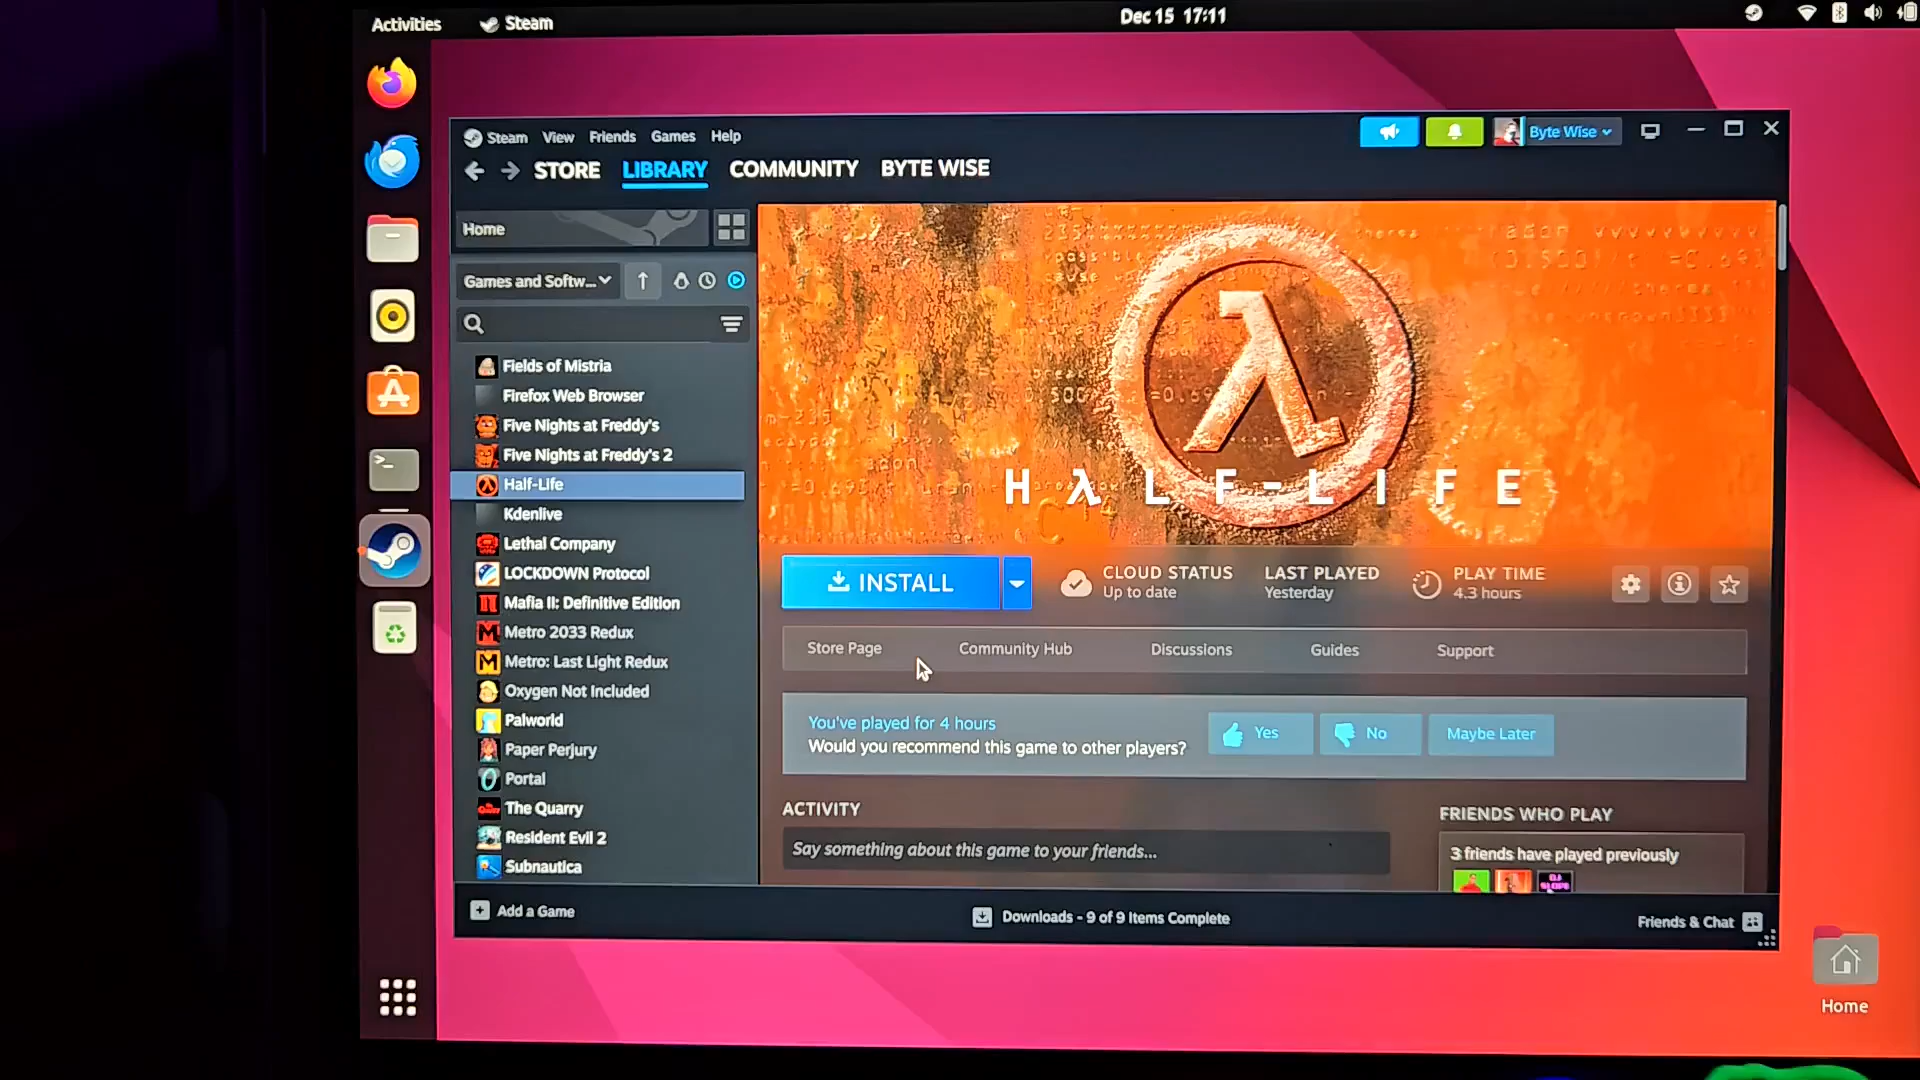 Activities
Steam
Dec 15 17:11
Steam View Friends Games Help
Byte Wise
STORE LIBRARY COMMUNITY BYTE WISE
Home
Games and Softw...
Fields of Mistria
Firefox Web Browser
Five Nights at Freddy's
Five Nights at Freddy's 2
Half-Life
Kdenlive
Lethal Company
LOCKDOWN Protocol
Mafia II: Definitive Edition
Metro 2033 Redux
Metro: Last Light Redux
Oxygen Not Included
Palworld
Paper Perjury
Portal
The Quarry
Resident Evil 2
Subnautica
Add a Game
HλLF-LIFE
INSTALL
CLOUD STATUS
Up to date
LAST PLAYED
Yesterday
PLAY TIME
4.3 hours
Store Page Community Hub Discussions Guides Support
You've played for 4 hours
Would you recommend this game to other players?
Yes
No
Maybe Later
ACTIVITY
Say something about this game to your friends...
FRIENDS WHO PLAY
3 friends have played previously
Downloads - 9 of 9 Items Complete
Friends & Chat
Home